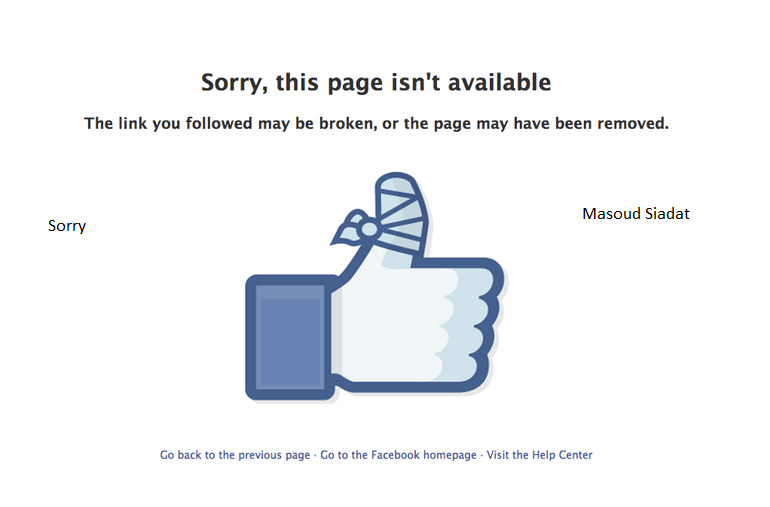 Sorry, this page isn't available
The link you followed may be broken, or the page may have been removed.
Masoud Siadat
Sorry
Go back to the previous page · Go to the Facebook homepage · Visit the Help Center